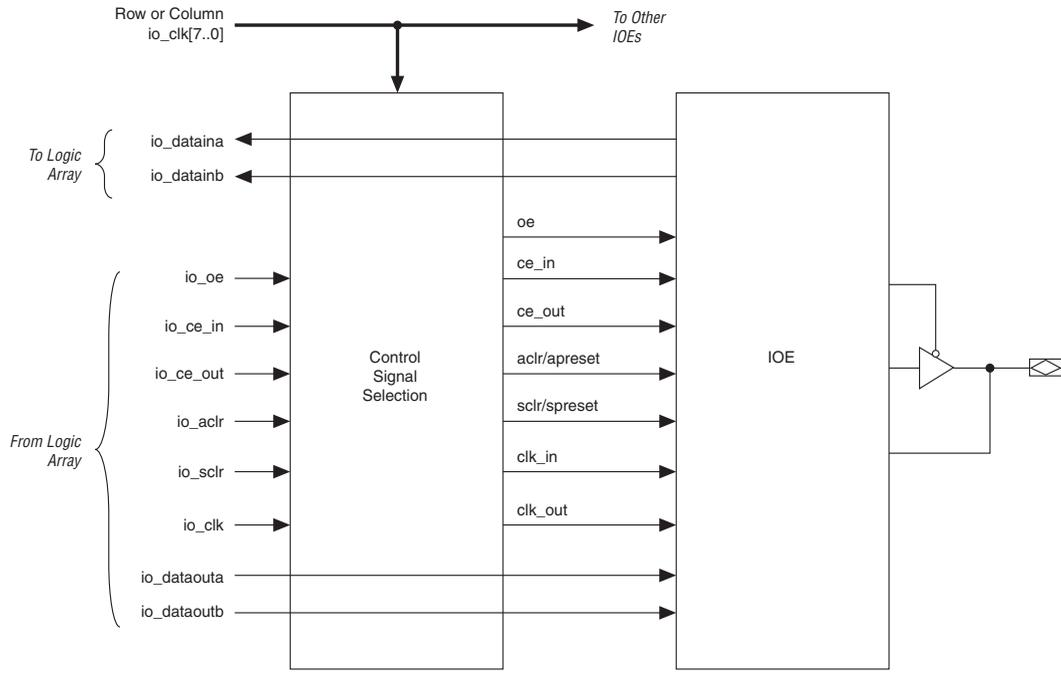 Row or Column
io_clk[7..0]
To Other
IOEs
To Logic
Array
io_dataina
io_datainb
oe
ce_in
ce_out
aclr/apreset
sclr/spreset
clk_in
clk_out
From Logic
Array
io_oe
io_ce_in
io_ce_out
io_aclr
io_sclr
io_clk
io_dataouta
io_dataoutb
Control
Signal
Selection
IOE